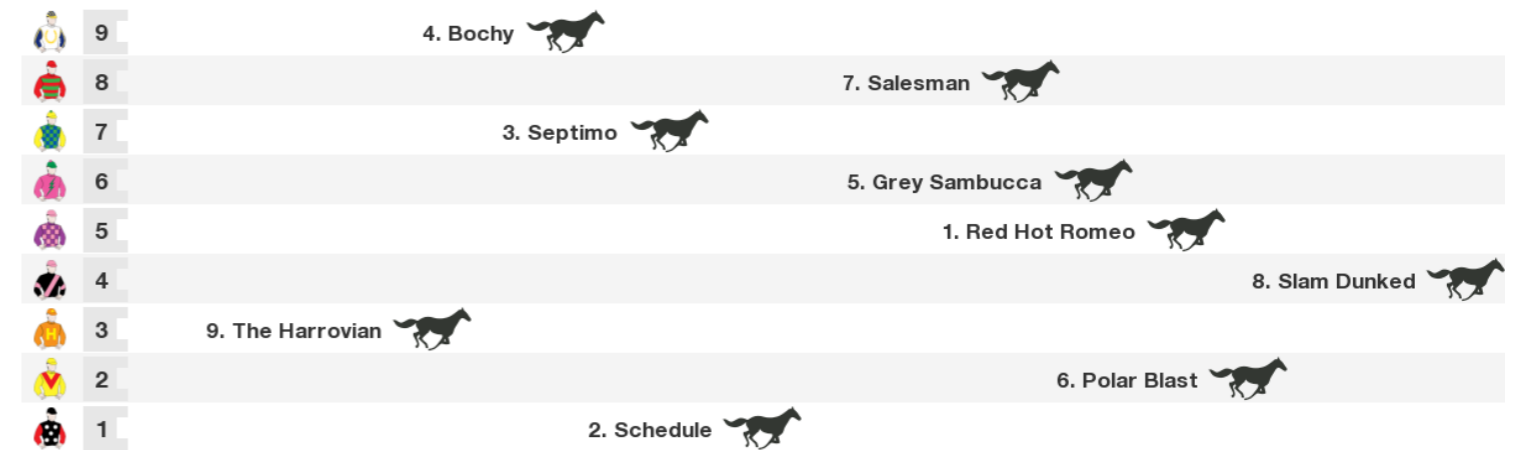 9 4. Bochy
8 7. Salesman
7 3. Septimo
6 5. Grey Sambucca
5 1. Red Hot Romeo
4 8. Slam Dunked
3 9. The Harrovian
H
2 6. Polar Blast
1 2. Schedule